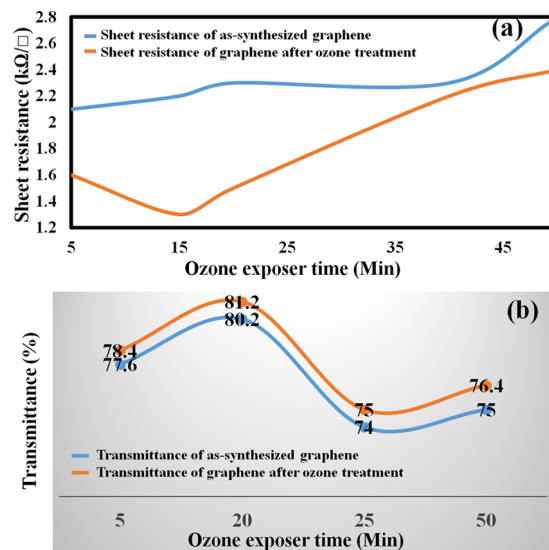 2.8
(a)
Sheet resistance of as-synthesized graphene
Sheet resistance of graphene after ozone treatment
2.6
2.4
2.2
2
1.8
1.6
1.4
1.2
Sheet resistance (kΩ/□)
5 15 25 35 45
Ozone exposer time (Min)
(b)
81.2
80.2
78.4
77.6
75
74
76.4
75
Transmittance (%)
Transmittance of as-synthesized graphene
Transmittance of graphene after ozone treatment
5 20 25 50
Ozone exposer time (Min)